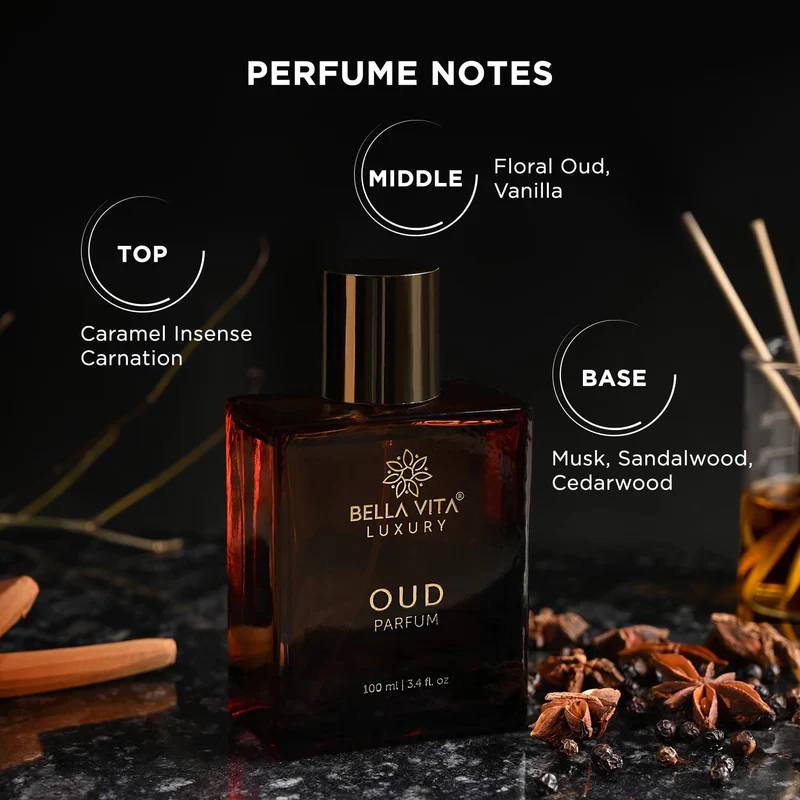 PERFUME NOTES
MIDDLE
Floral Oud,
Vanilla
TOP
Caramel Insense
Carnation
BASE
Musk, Sandalwood,
Cedarwood
BELLA VITA®
LUXURY
OUD
PARFUM
100 ml | 3.4 fl. oz